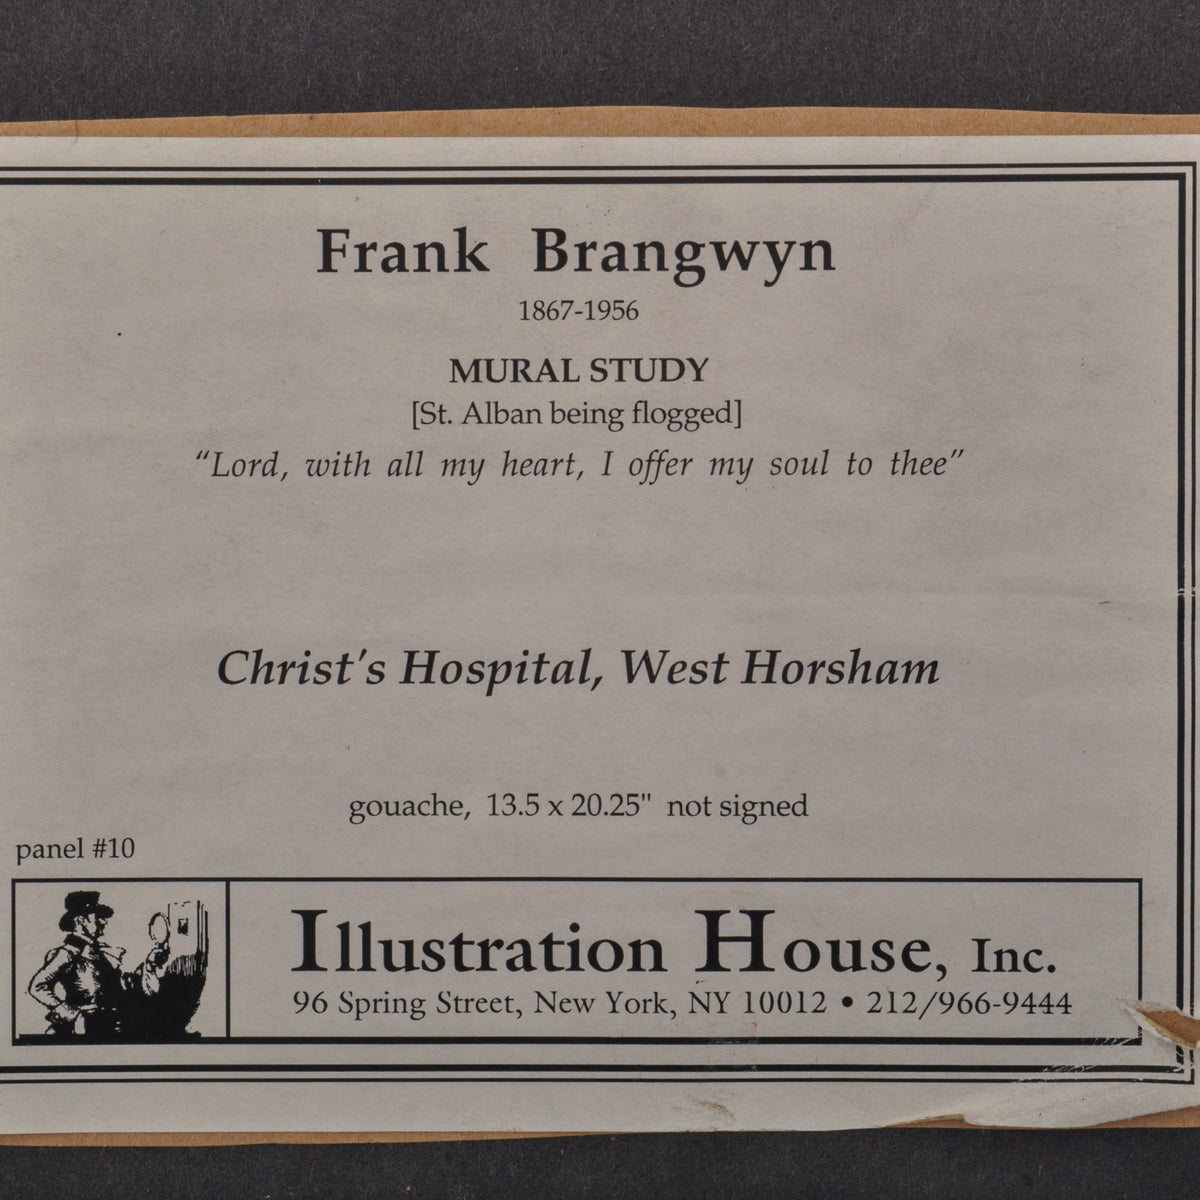 Frank Brangwyn
1867-1956
MURAL STUDY
[St. Alban being flogged]
“Lord, with all my heart, I offer my soul to thee”
Christ's Hospital, West Horsham
gouache, 13.5 x 20.25" not signed
panel #10
Illustration House, Inc.
96 Spring Street, New York, NY 10012 • 212/966-9444